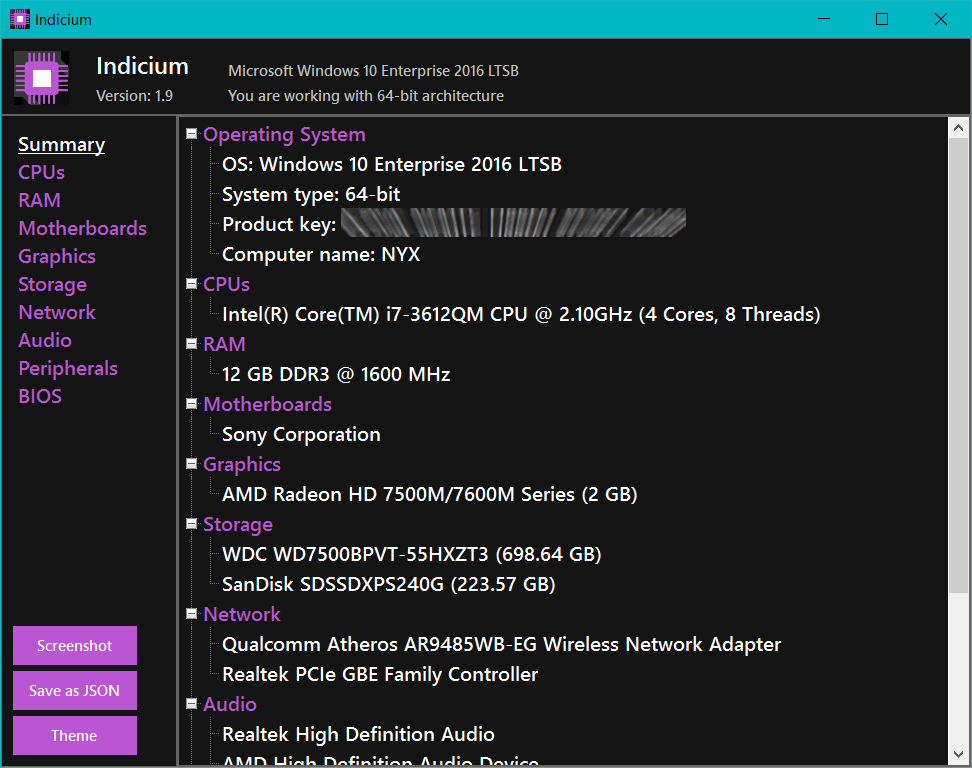 Indicium
Indicium
Version: 1.9
Microsoft Windows 10 Enterprise 2016 LTSB
You are working with 64-bit architecture
Summary
CPUs
RAM
Motherboards
Graphics
Storage
Network
Audio
Peripherals
BIOS
Screenshot
Save as JSON
Theme
Operating System
OS: Windows 10 Enterprise 2016 LTSB
System type: 64-bit
Product key:
Computer name: NYX
CPUs
Intel(R) Core(TM) i7-3612QM CPU @ 2.10GHz (4 Cores, 8 Threads)
RAM
12 GB DDR3 @ 1600 MHz
Motherboards
Sony Corporation
Graphics
AMD Radeon HD 7500M/7600M Series (2 GB)
Storage
WDC WD7500BPVT-55HXZT3 (698.64 GB)
SanDisk SDSSDXPS240G (223.57 GB)
Network
Qualcomm Atheros AR9485WB-EG Wireless Network Adapter
Realtek PCIe GBE Family Controller
Audio
Realtek High Definition Audio
AMD High Definition Audio Device